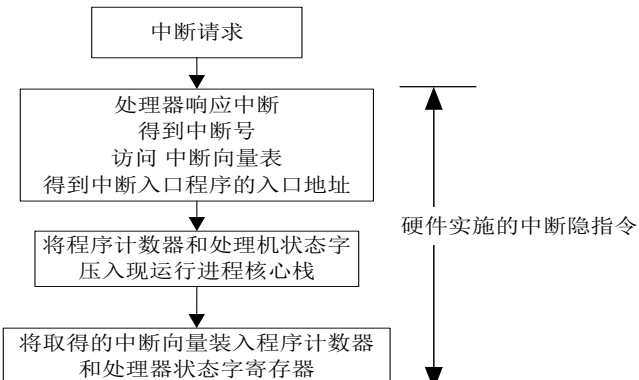 中断请求
处理器响应中断
得到中断号
访问 中断向量表
得到中断入口程序的入口地址
硬件实施的中断隐指令
将程序计数器和处理机状态字
压入现运行进程核心栈
将取得的中断向量装入程序计数器
和处理器状态字寄存器